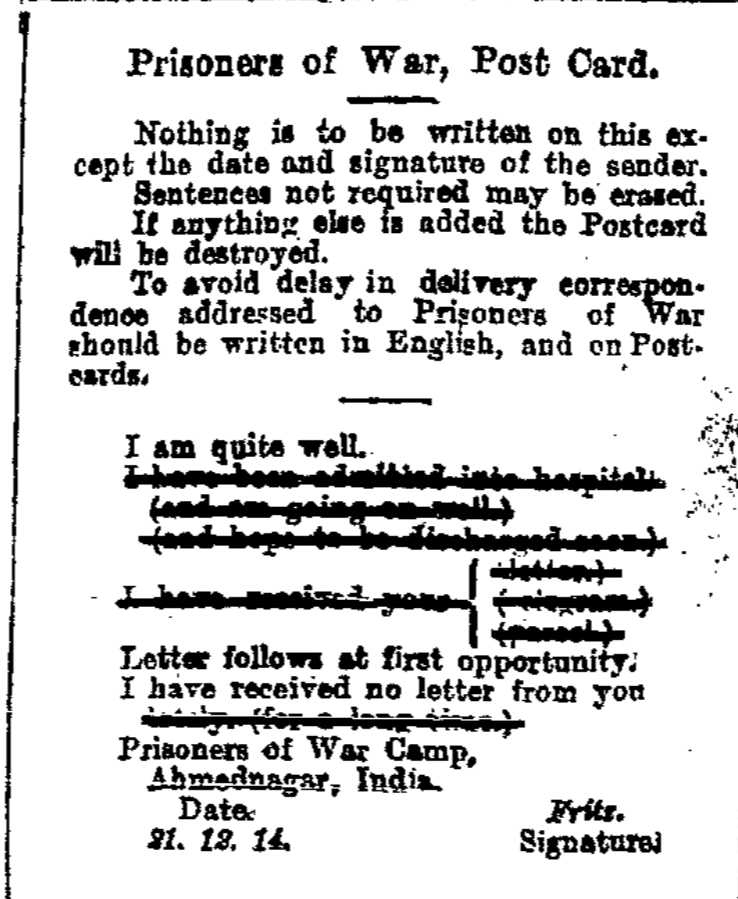 Prisoners of War, Post Card.
Nothing is to be written on this ex-
cept the date and signature of the sender.
Sentences not required may be erased.
If anything else is added the Postcard
will be destroyed.
To avoid delay in delivery correspon-
dence addressed to Prisoners of War
should be written in English, and on Post-
cards.
I am quite well.
I have been admitted into hospital:
(and am going on well.)
(and hope to be discharged soon.)
(letter.)
I have received your (telegram.)
(parcel.)
Letter follows at first opportunity.
I have received no letter from you
lately. (for a long time.)
Prisoners of War Camp,
Ahmednagar, India.
Date. Fritz.
21. 12. 14. Signature.